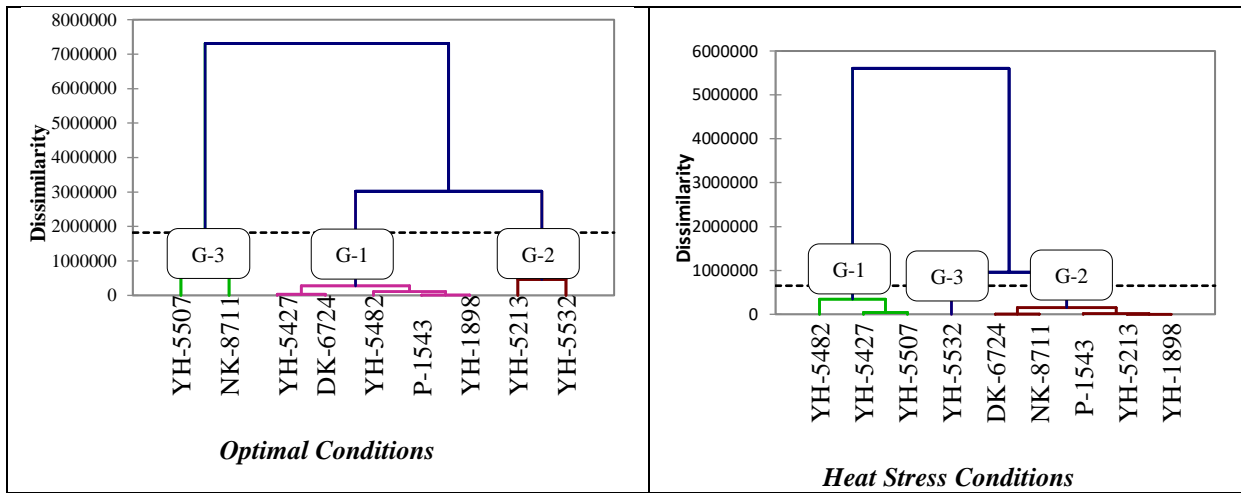 8000000
7000000
6000000
5000000
4000000
3000000
2000000
1000000
0
Dissimilarity
G-3
G-1
G-2
YH-5507
NK-8711
YH-5427
DK-6724
YH-5482
P-1543
YH-1898
YH-5213
YH-5532
Optimal Conditions
6000000
5000000
4000000
3000000
2000000
1000000
0
Dissimilarity
G-1
G-3
G-2
YH-5482
YH-5427
YH-5507
YH-5532
DK-6724
NK-8711
P-1543
YH-5213
YH-1898
Heat Stress Conditions